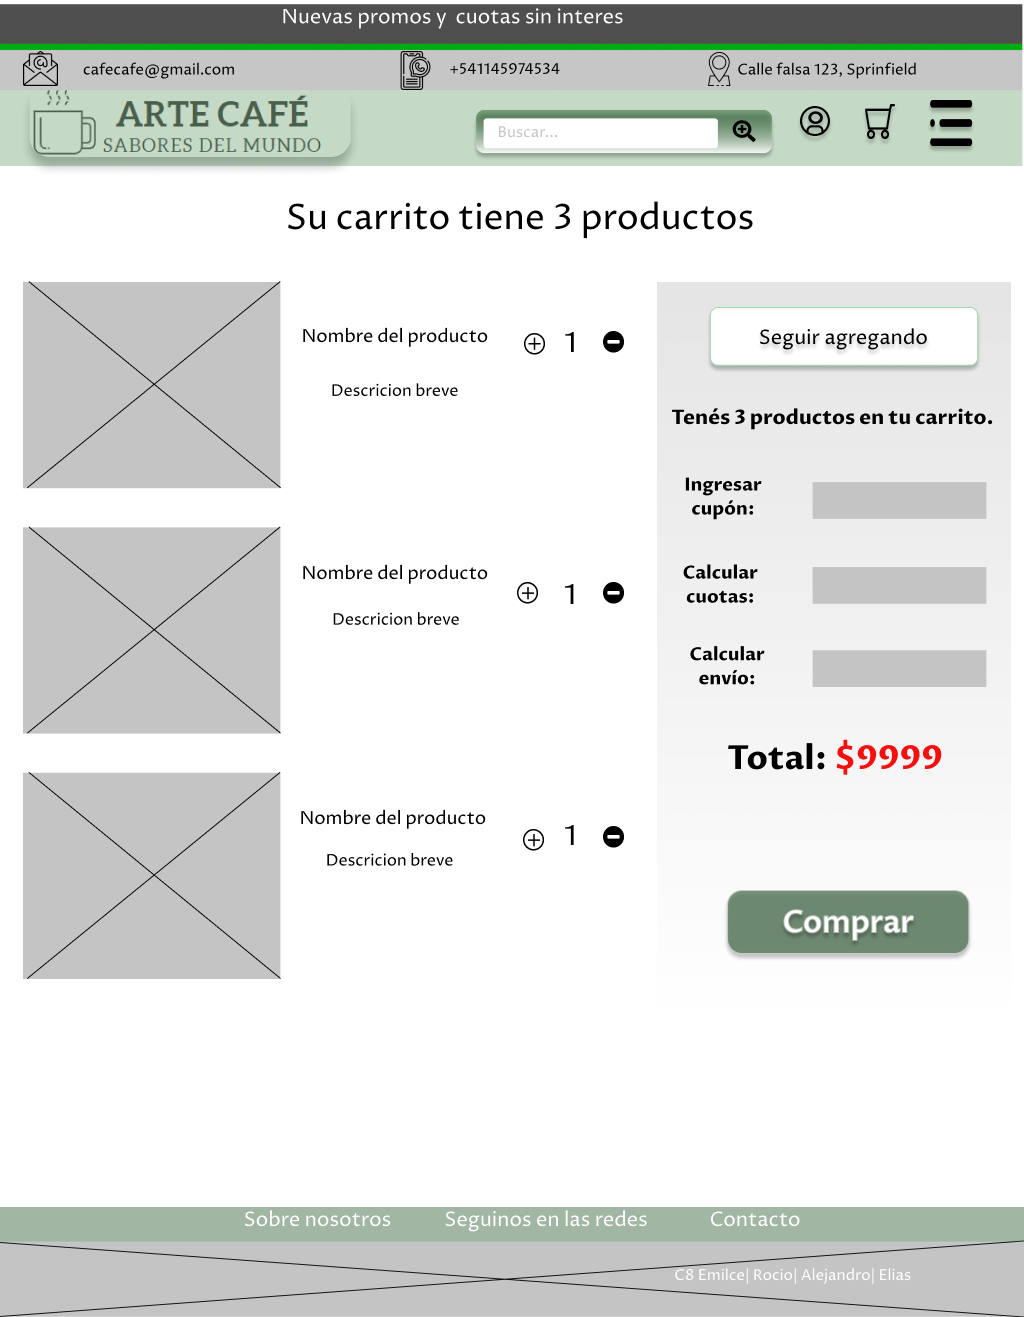 Nuevas promos y  cuotas sin interes
cafecafe@gmail.com
+541145974534
Calle falsa 123, Sprinfield
ARTE CAFÉ
SABORES DEL MUNDO
Buscar...
Su carrito tiene 3 productos
Nombre del producto
1
Descricion breve
Nombre del producto
1
Descricion breve
Nombre del producto
1
Descricion breve
Seguir agregando
Tenés 3 productos en tu carrito.
Ingresar
cupón:
Calcular
cuotas:
Calcular
envío:
Total: $9999
Comprar
Sobre nosotros
Seguinos en las redes
Contacto
C8 Emilce| Rocio| Alejandro| Elias